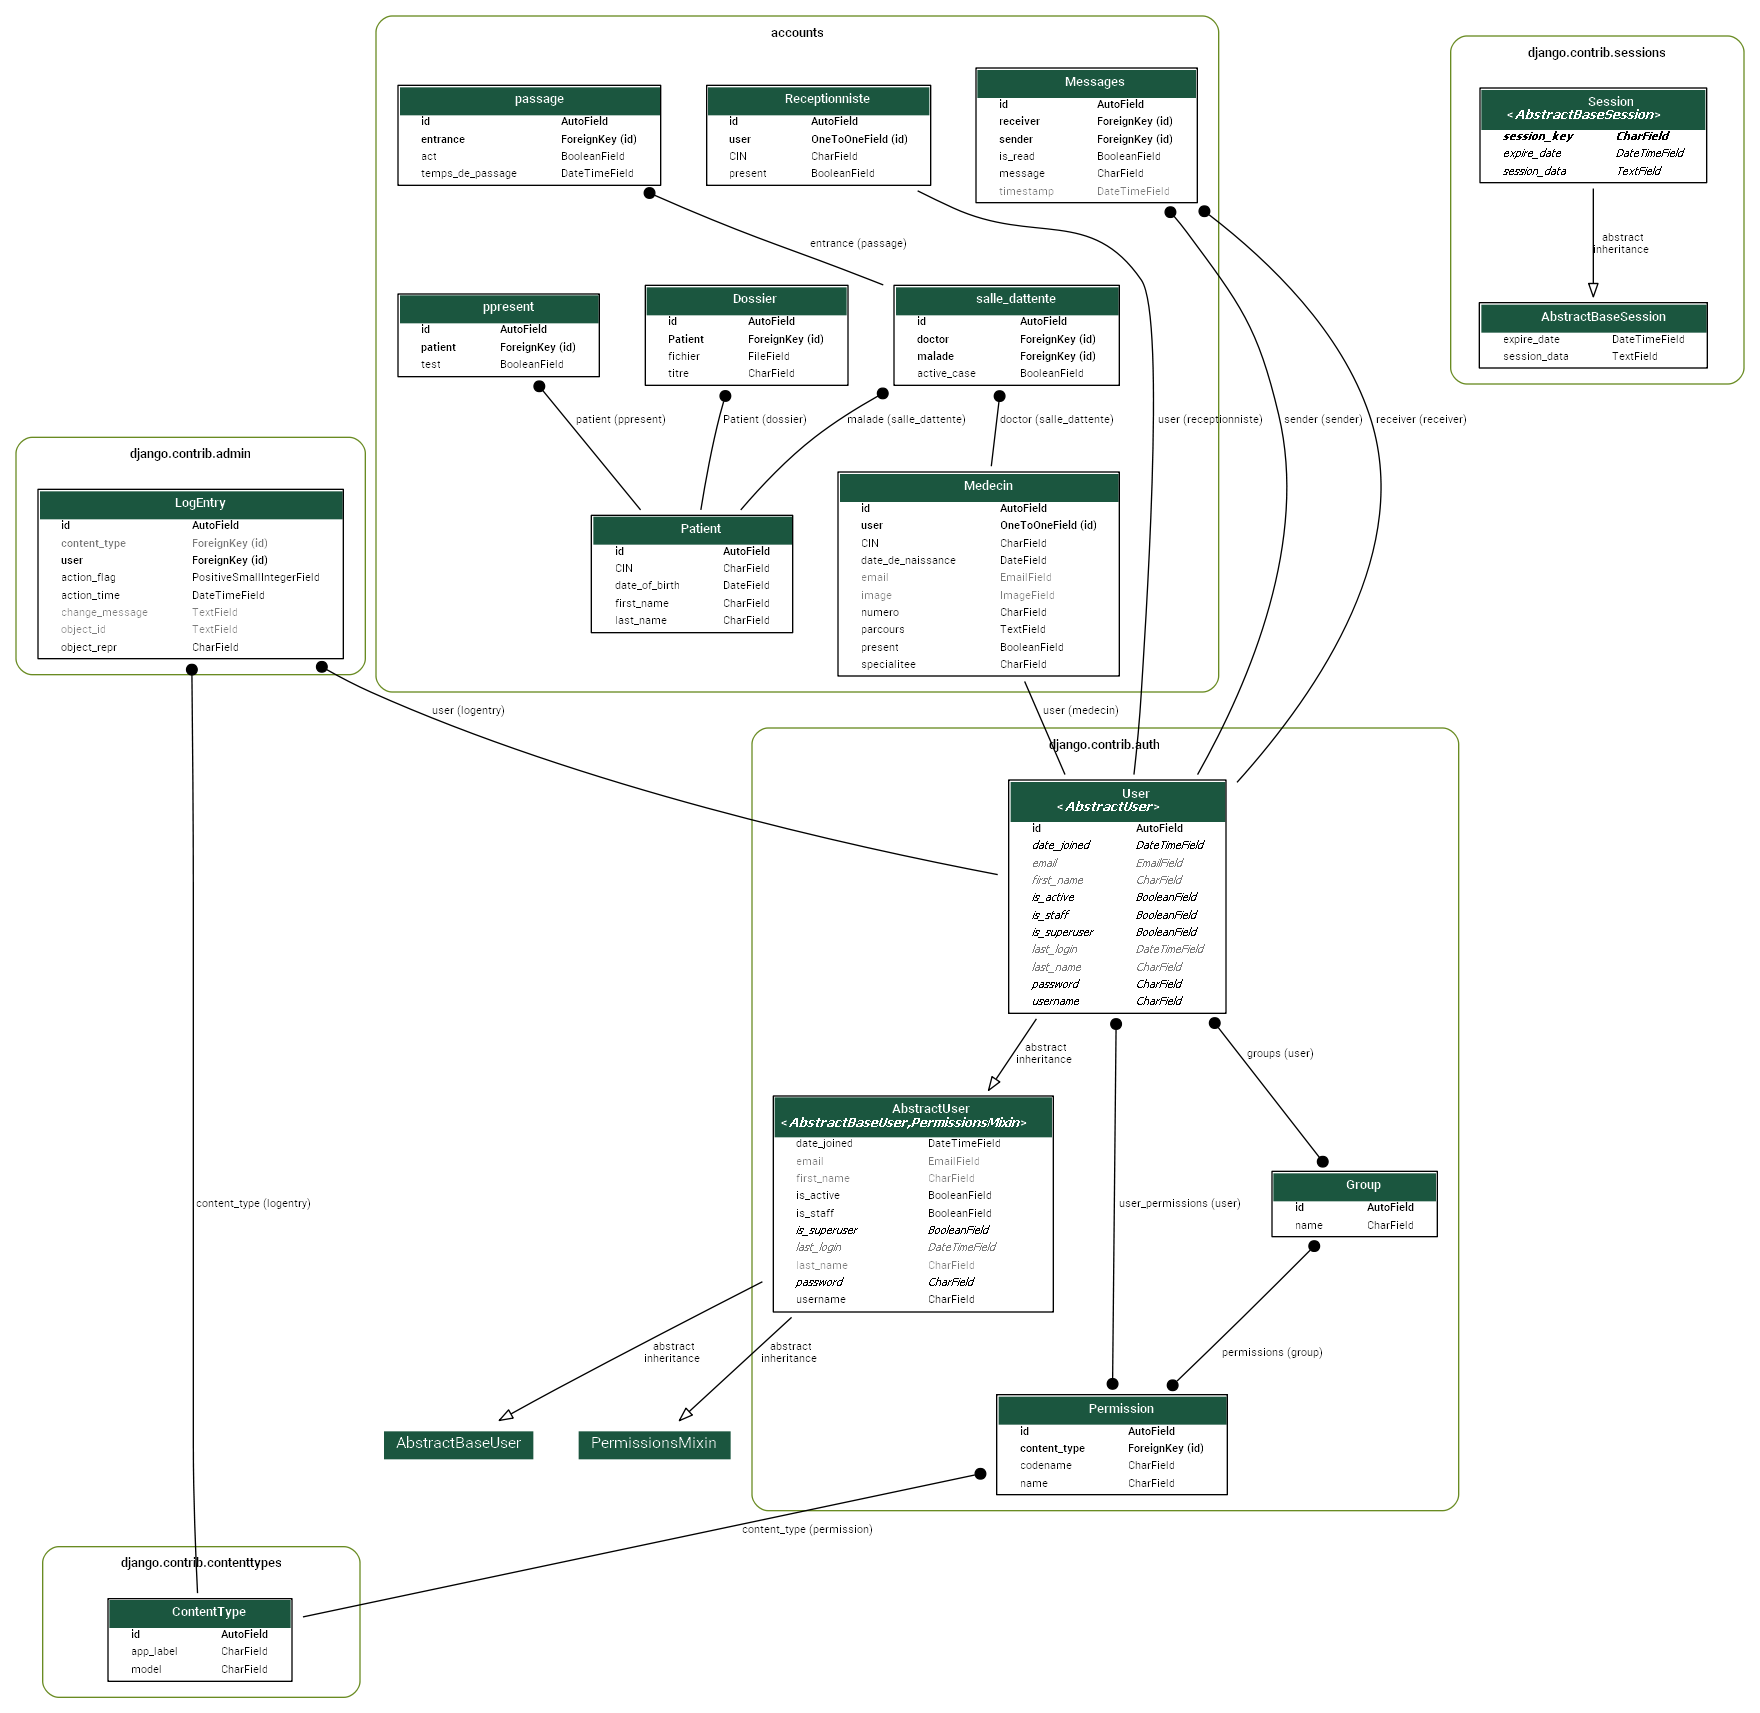 accounts
passage
id AutoField
entrance ForeignKey (id)
act BooleanField
temps_de_passage DateTimeField
Receptionniste
id AutoField
user OneToOneField (id)
CIN CharField
present BooleanField
Messages
id AutoField
receiver ForeignKey (id)
sender ForeignKey (id)
is_read BooleanField
message CharField
timestamp DateTimeField
django.contrib.sessions
Session
<AbstractBaseSession>
session_key CharField
expire_date DateTimeField
session_data TextField
abstract
inheritance
AbstractBaseSession
expire_date DateTimeField
session_data TextField
entrance (passage)
ppresent
id AutoField
patient ForeignKey (id)
test BooleanField
Dossier
id AutoField
Patient ForeignKey (id)
fichier FileField
titre CharField
salle_dattente
id AutoField
doctor ForeignKey (id)
malade ForeignKey (id)
active_case BooleanField
patient (ppresent)
Patient (dossier)
malade (salle_dattente)
doctor (salle_dattente)
user (receptionniste)
sender (sender)
receiver (receiver)
django.contrib.admin
LogEntry
id AutoField
content_type ForeignKey (id)
user ForeignKey (id)
action_flag PositiveSmallIntegerField
action_time DateTimeField
change_message TextField
object_id TextField
object_repr CharField
Patient
id AutoField
CIN CharField
date_of_birth DateField
first_name CharField
last_name CharField
Medecin
id AutoField
user OneToOneField (id)
CIN CharField
date_de_naissance DateField
email EmailField
image ImageField
numero CharField
parcours TextField
present BooleanField
specialitee CharField
user (logentry)
user (medecin)
django.contrib.auth
User
<AbstractUser>
id AutoField
date_joined DateTimeField
email EmailField
first_name CharField
is_active BooleanField
is_staff BooleanField
is_superuser BooleanField
last_login DateTimeField
last_name CharField
password CharField
username CharField
abstract
inheritance
groups (user)
AbstractUser
<AbstractBaseUser,PermissionsMixin>
date_joined DateTimeField
email EmailField
first_name CharField
is_active BooleanField
is_staff BooleanField
is_superuser BooleanField
last_login DateTimeField
last_name CharField
password CharField
username CharField
content_type (logentry)
user_permissions (user)
Group
id AutoField
name CharField
abstract
inheritance
abstract
inheritance
permissions (group)
AbstractBaseUser
PermissionsMixin
Permission
id AutoField
content_type ForeignKey (id)
codename CharField
name CharField
content_type (permission)
django.contrib.contenttypes
ContentType
id AutoField
app_label CharField
model CharField